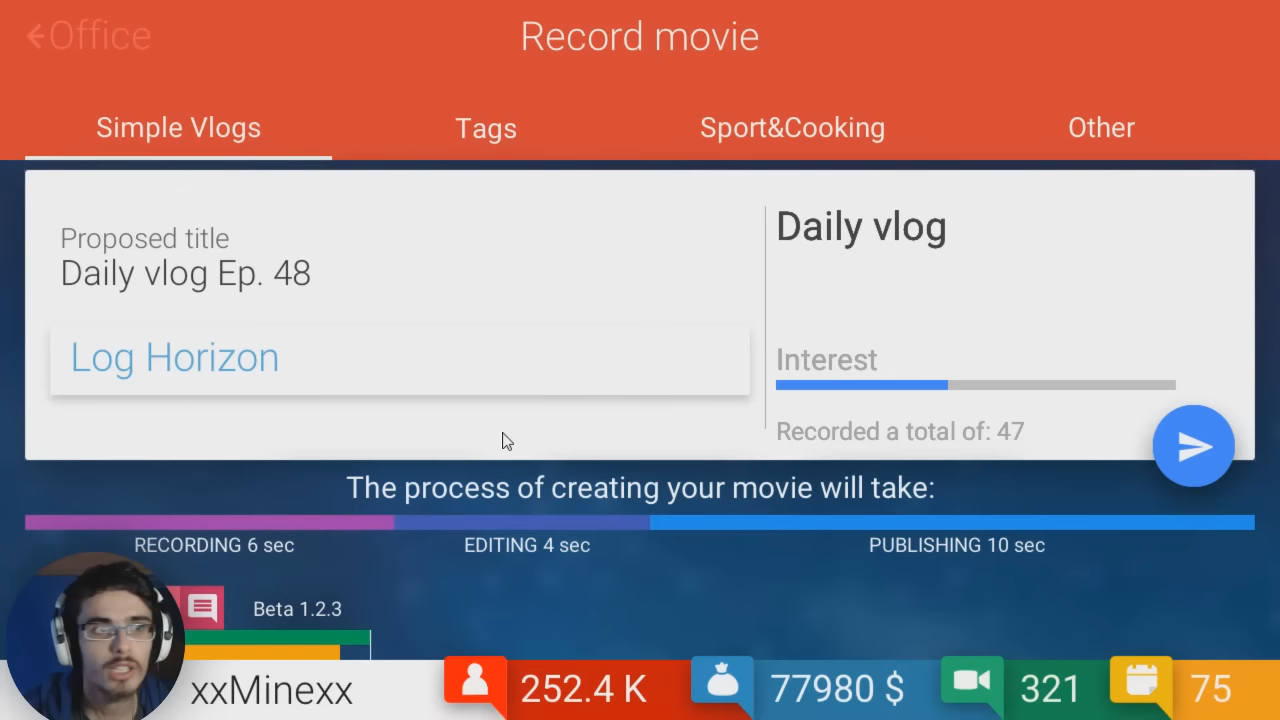 Office
Record movie
Simple Vlogs
Tags
Sport&Cooking
Other
Proposed title
Daily vlog Ep. 48
Log Horizon
Daily vlog
Interest
Recorded a total of: 47
The process of creating your movie will take:
RECORDING 6 sec
EDITING 4 sec
PUBLISHING 10 sec
Beta 1.2.3
xxMinexx
252.4 K
77980 $
321
75